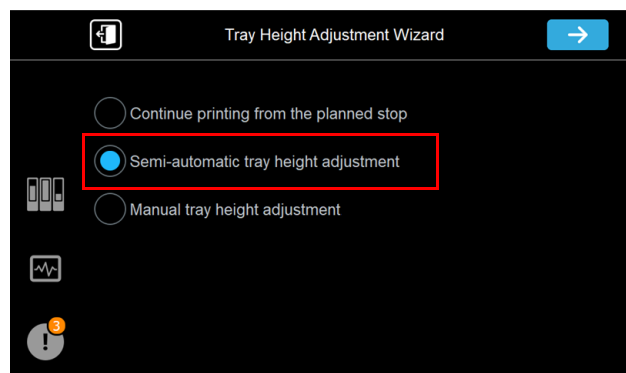 Tray Height Adjustment Wizard
Continue printing from the planned stop
Semi-automatic tray height adjustment
Manual tray height adjustment
3